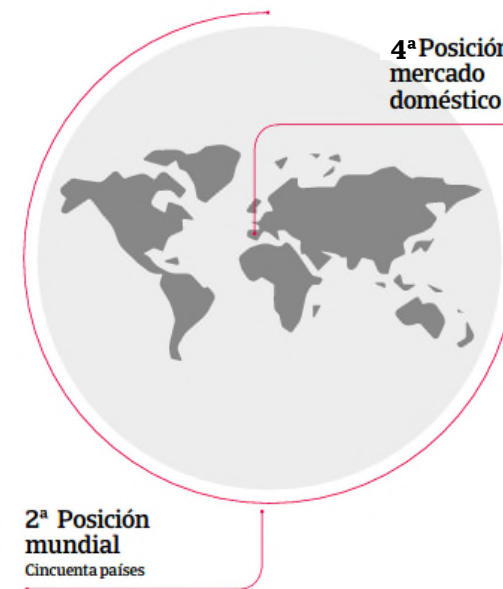 4ª Posición
mercado
doméstico
2ª Posición
mundial
Cincuenta países